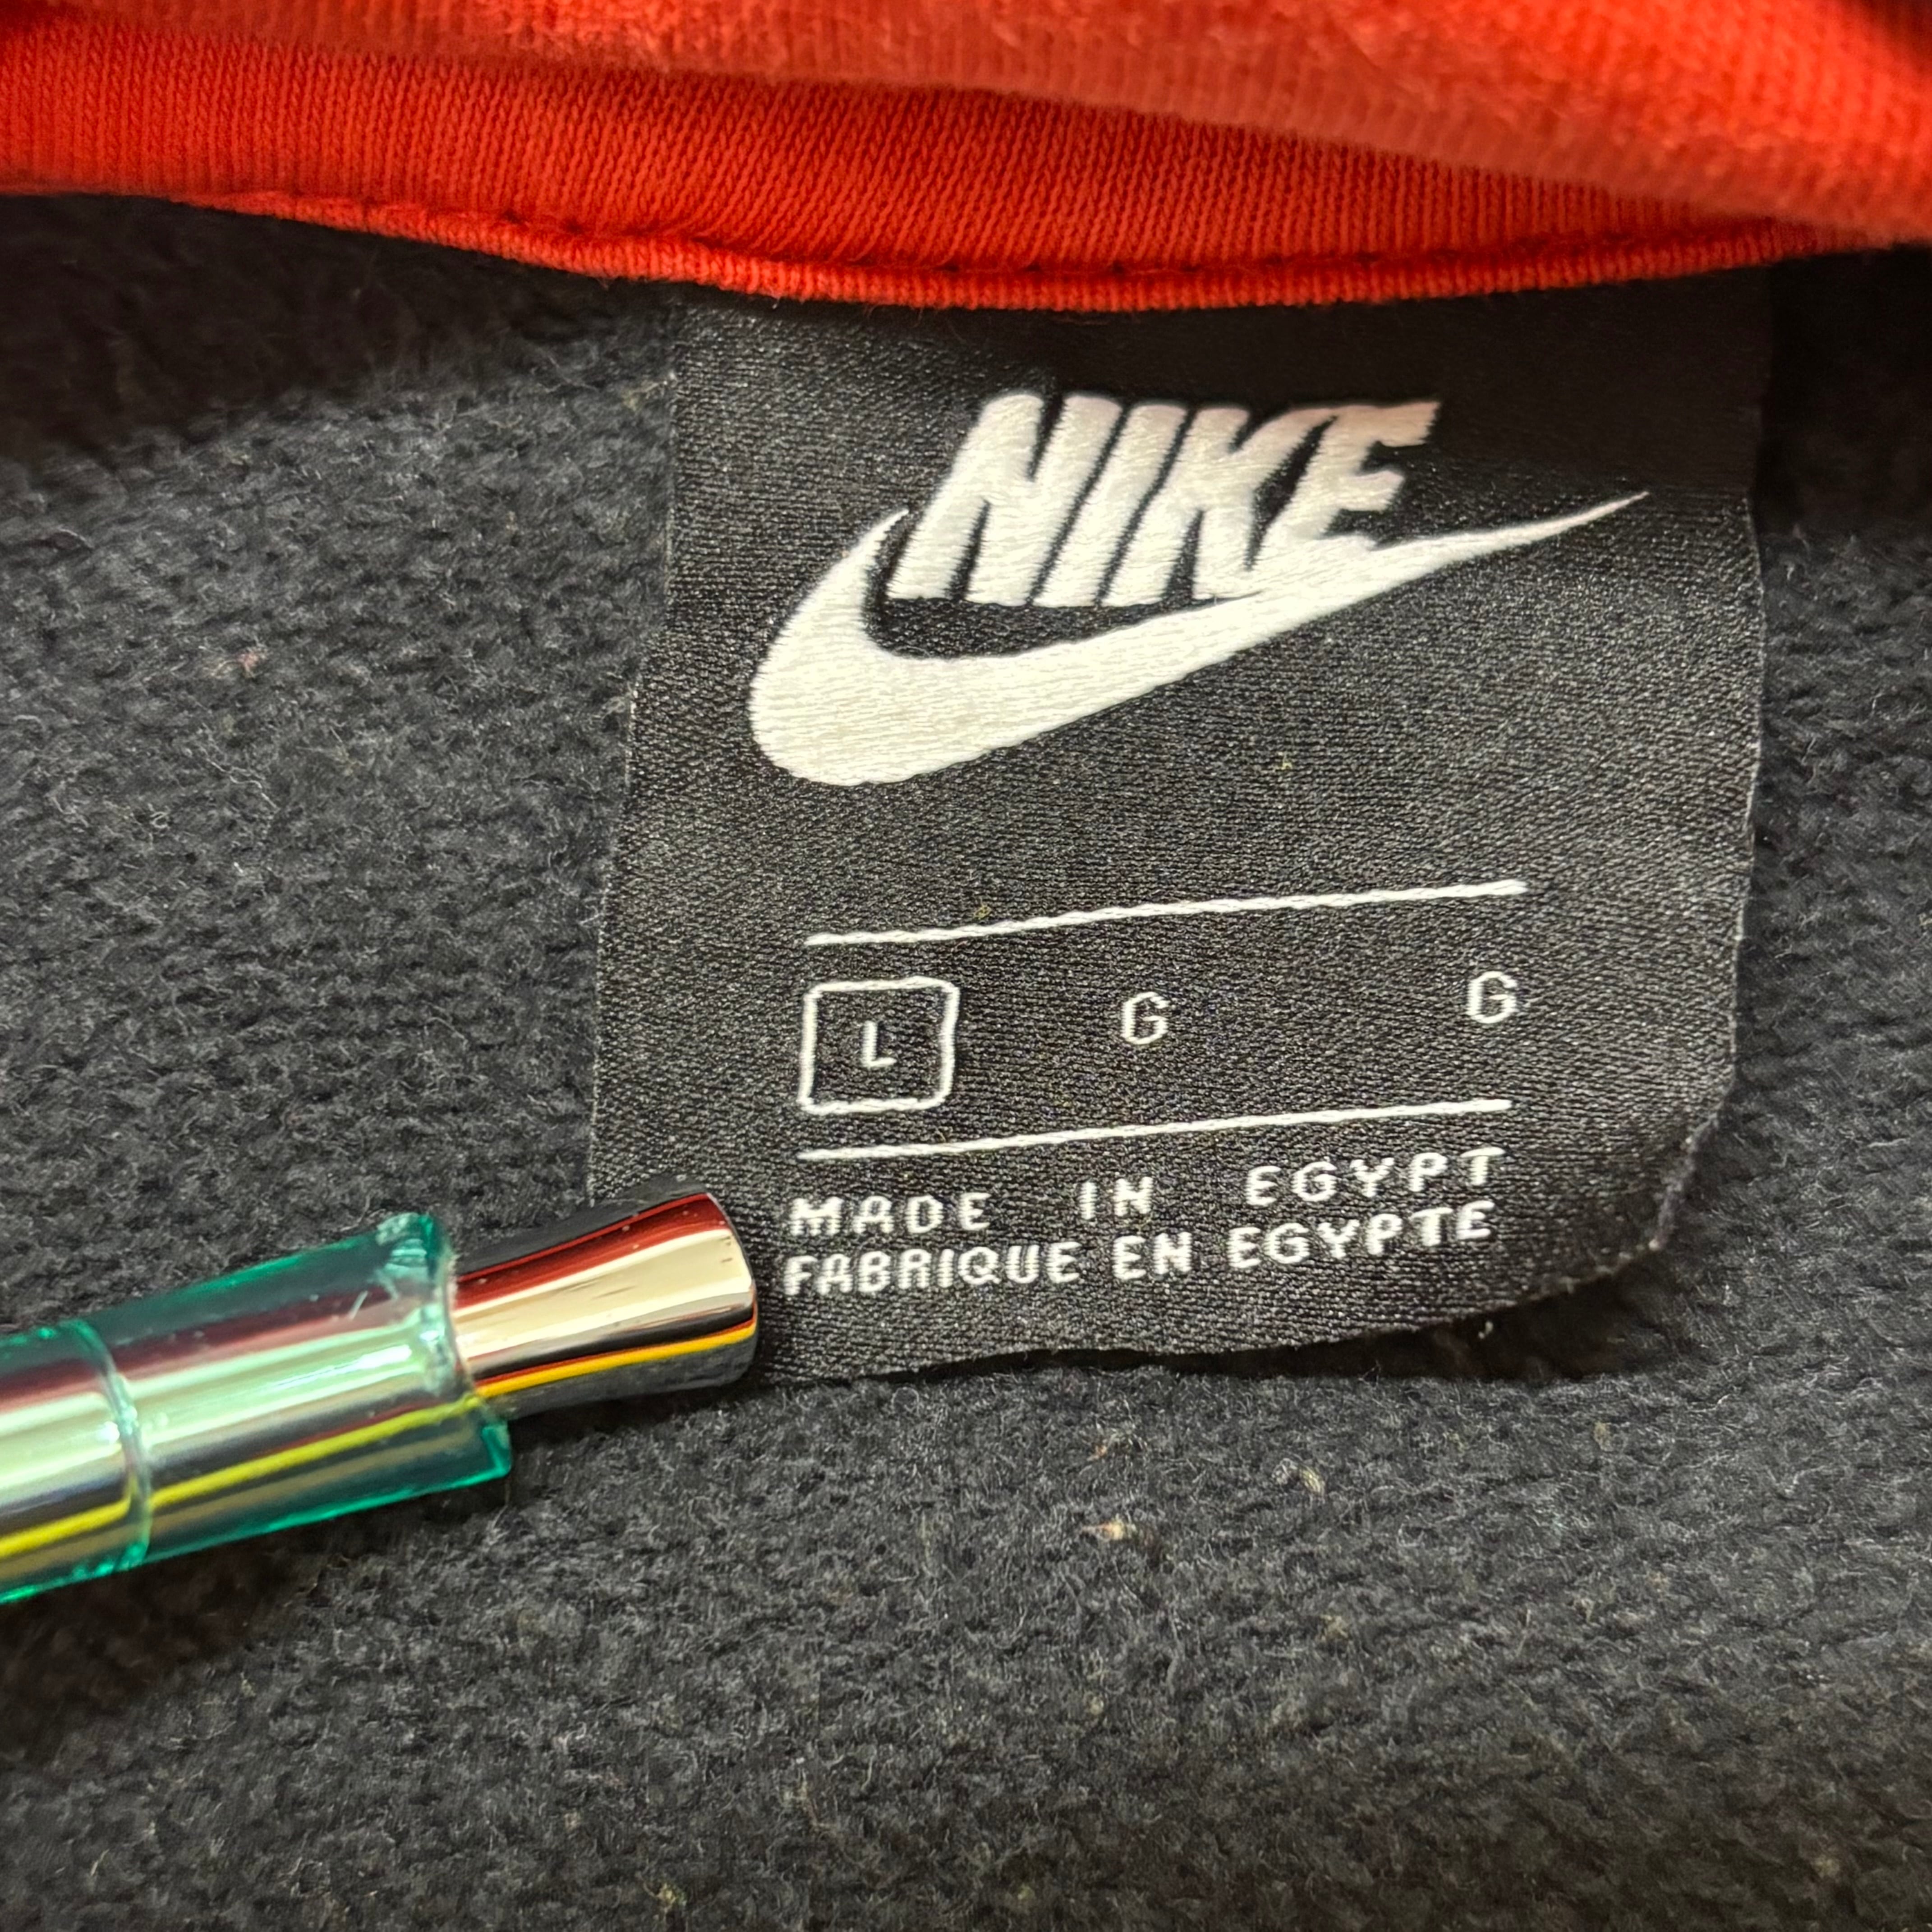 NIKE
L G G
MADE IN EGYPT
FABRIQUE EN EGYPTE